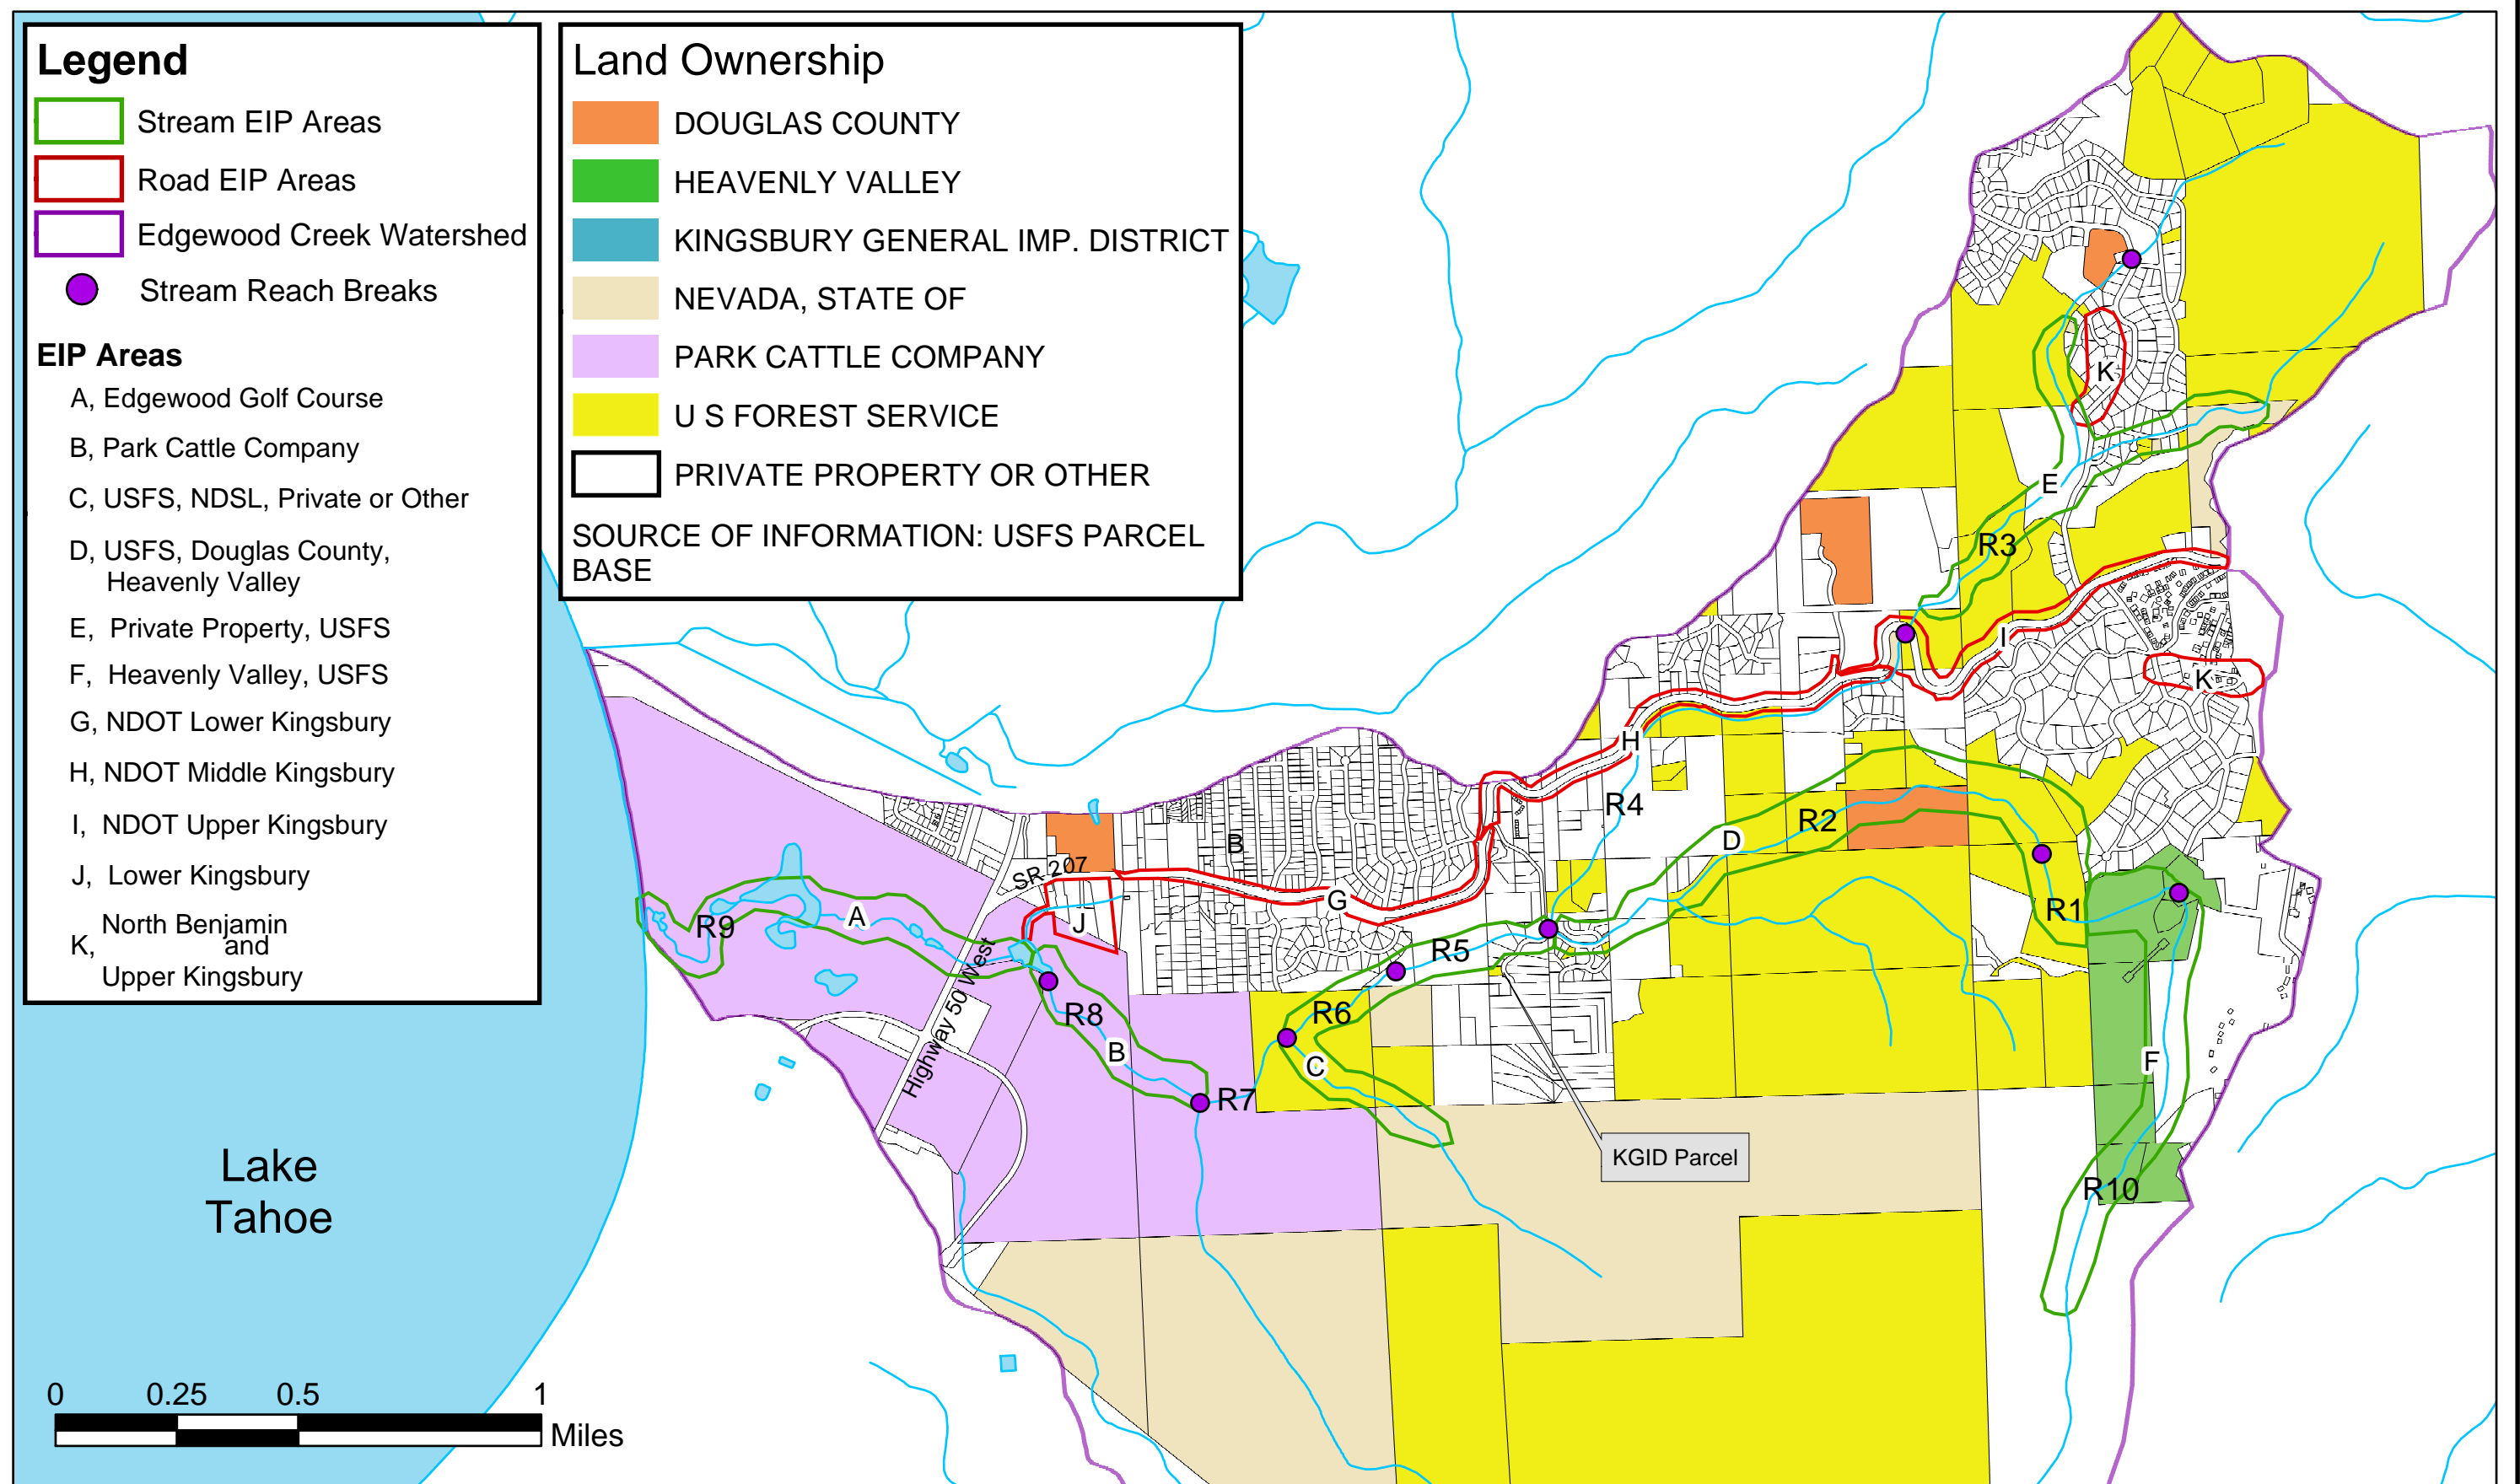 Legend
Stream EIP Areas
Road EIP Areas
Edgewood Creek Watershed
Stream Reach Breaks
EIP Areas
A, Edgewood Golf Course
B, Park Cattle Company
C, USFS, NDSL, Private or Other
D, USFS, Douglas County,
Heavenly Valley
E, Private Property, USFS
F, Heavenly Valley, USFS
G, NDOT Lower Kingsbury
H, NDOT Middle Kingsbury
I, NDOT Upper Kingsbury
J, Lower Kingsbury
North Benjamin
K, and
Upper Kingsbury
Land Ownership
DOUGLAS COUNTY
HEAVENLY VALLEY
KINGSBURY GENERAL IMP. DISTRICT
NEVADA, STATE OF
PARK CATTLE COMPANY
U S FOREST SERVICE
PRIVATE PROPERTY OR OTHER
SOURCE OF INFORMATION: USFS PARCEL
BASE
K
E
R3
I
K
H
R4
R2
D
B
SR 207
G
R1
J
A
R9
R5
Highway 50 West
R8
R6
B
C
F
R7
KGID Parcel
R10
Lake
Tahoe
0 0.25 0.5 1
Miles